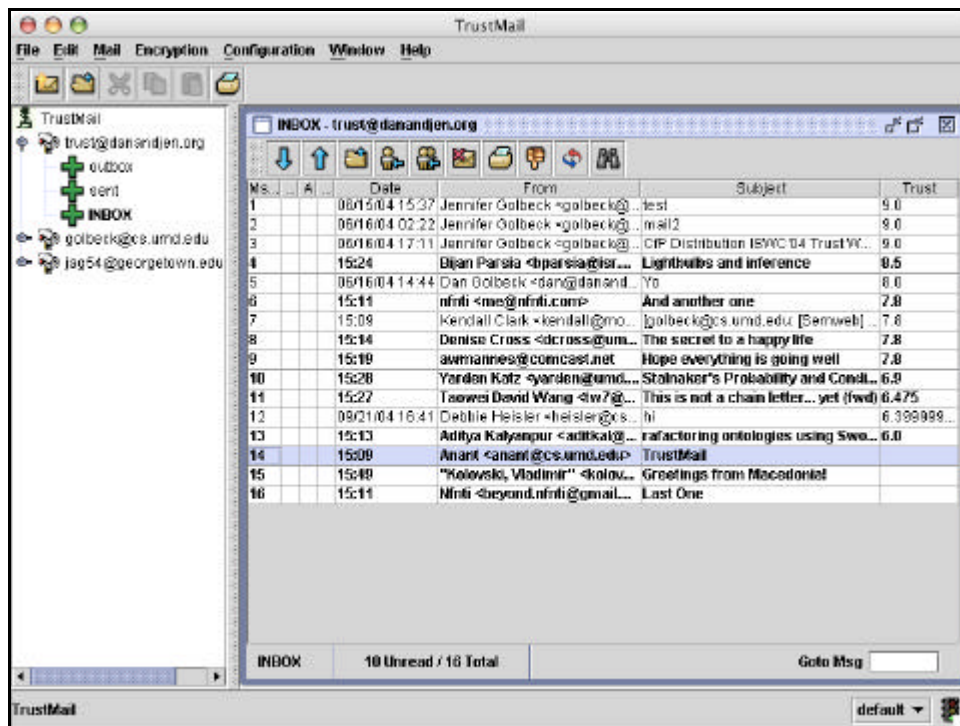 TrustMail
File Edit Mail Encryption Configuration Window Help
TrustMail
trust@danandjen.org
outbox
sent
INBOX
golbeck@cs.umd.edu
jag54@georgetown.edu
INBOX - trust@danandjen.org
Ms... ... A ... Date From Subject Trust
1 06/15/04 15:37 Jennifer Golbeck <golbeck@... test 9.0
2 06/16/04 02:22 Jennifer Golbeck <golbeck@... mail2 9.0
3 06/16/04 17:11 Jennifer Golbeck <golbeck@... CfP Distribution ISWC'04 Trust W... 9.0
4 15:24 Bijan Parsia <bparsia@isr.... Lightbulbs and inference 8.5
5 06/16/04 14:44 Dan Golbeck <dan@danand... Yo 8.0
6 15:11 nfnti <me@nfnti.com> And another one 7.8
7 15:09 Kendall Clark <kendall@mo... [golbeck@cs.umd.edu: [Semweb] ... 7.8
8 15:14 Denise Cross <dcross@um... The secret to a happy life 7.8
9 15:19 awmannes@comcast.net Hope everything is going well 7.8
10 15:28 Yarden Katz <yarden@umd.... Stalnaker's Probability and Condi... 6.9
11 15:27 Taowei David Wang <tw7@... This is not a chain letter... yet (fwd) 6.475
12 09/21/04 16:41 Debbie Heisler <heisler@cs... hi 6.399999...
13 15:13 Aditya Kalyanpur <aditkal@... rafactoring ontologies using Swo... 6.0
14 15:09 Anant <anant@cs.umd.edu> TrustMail
15 15:49 "Kolovski, Vladimir" <kolov... Greetings from Macedonia!
16 15:11 Nfnti <beyond.nfnti@gmail.... Last One
INBOX 10 Unread / 16 Total Goto Msg
TrustMail default